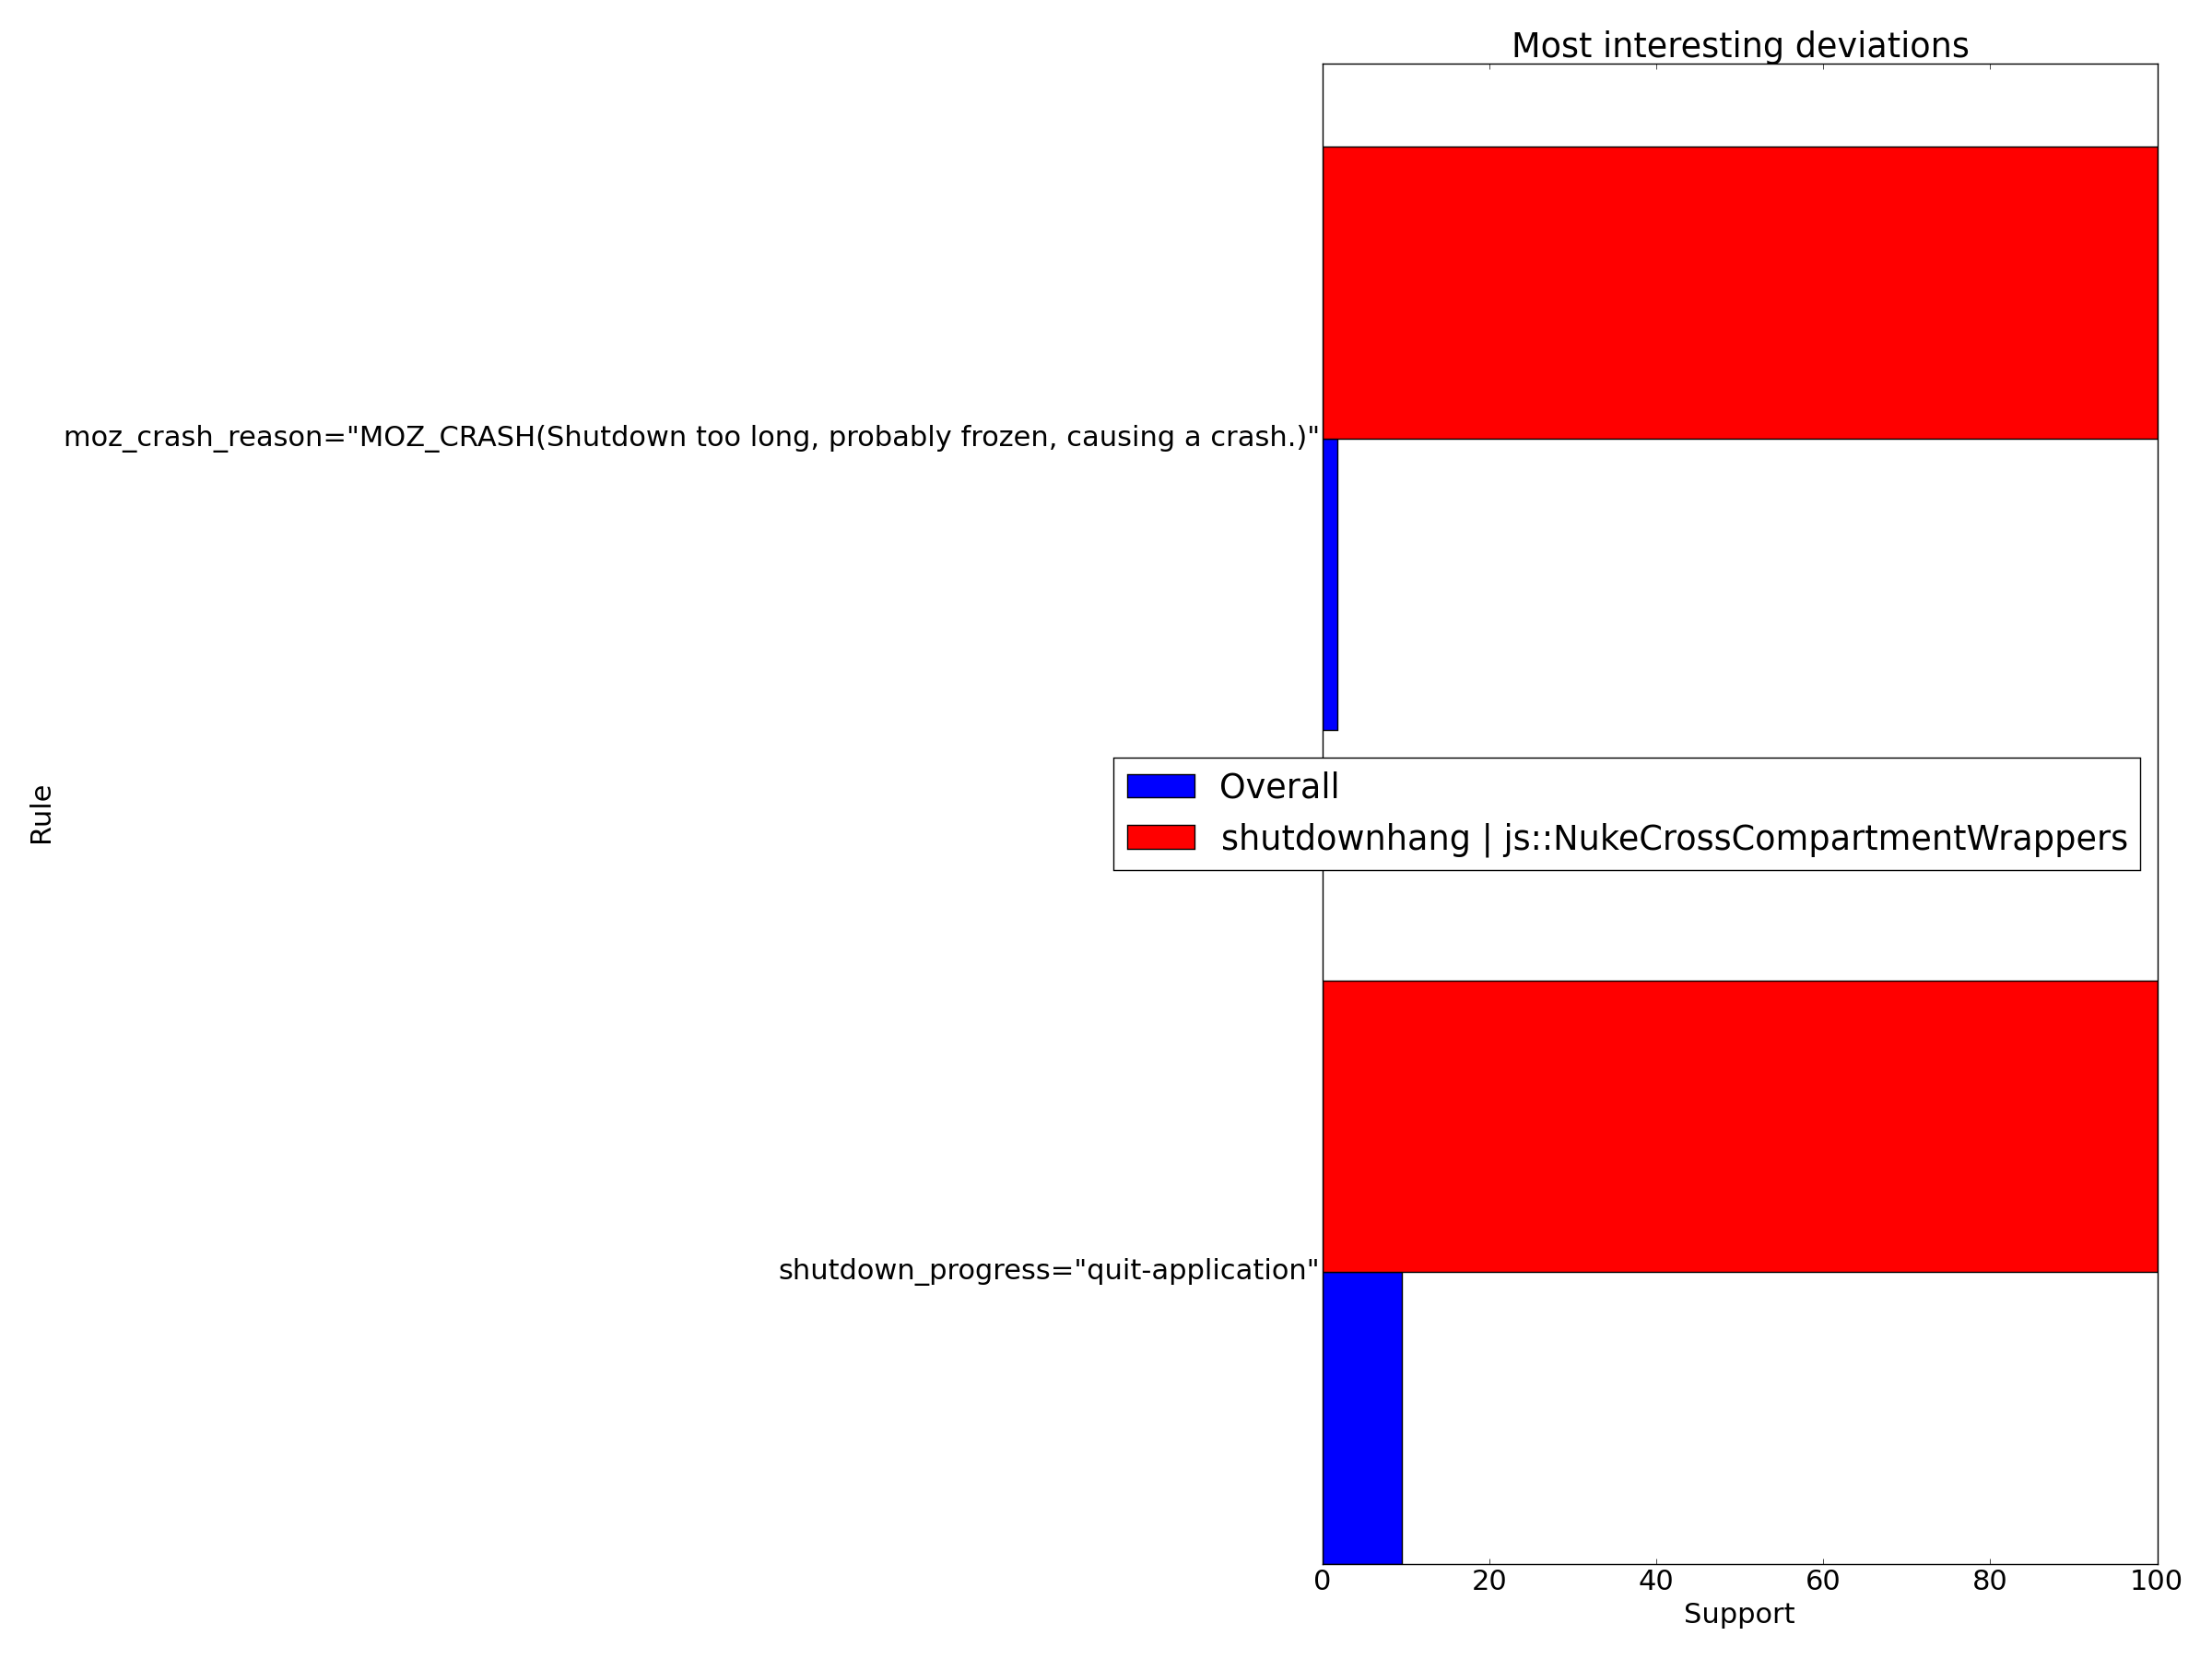 Most interesting deviations
moz_crash_reason="MOZ_CRASH(Shutdown too long, probably frozen, causing a crash.)"
Rule
Overall
shutdownhang | js::NukeCrossCompartmentWrappers
shutdown_progress="quit-application"
0 20 40 60 80 100
Support